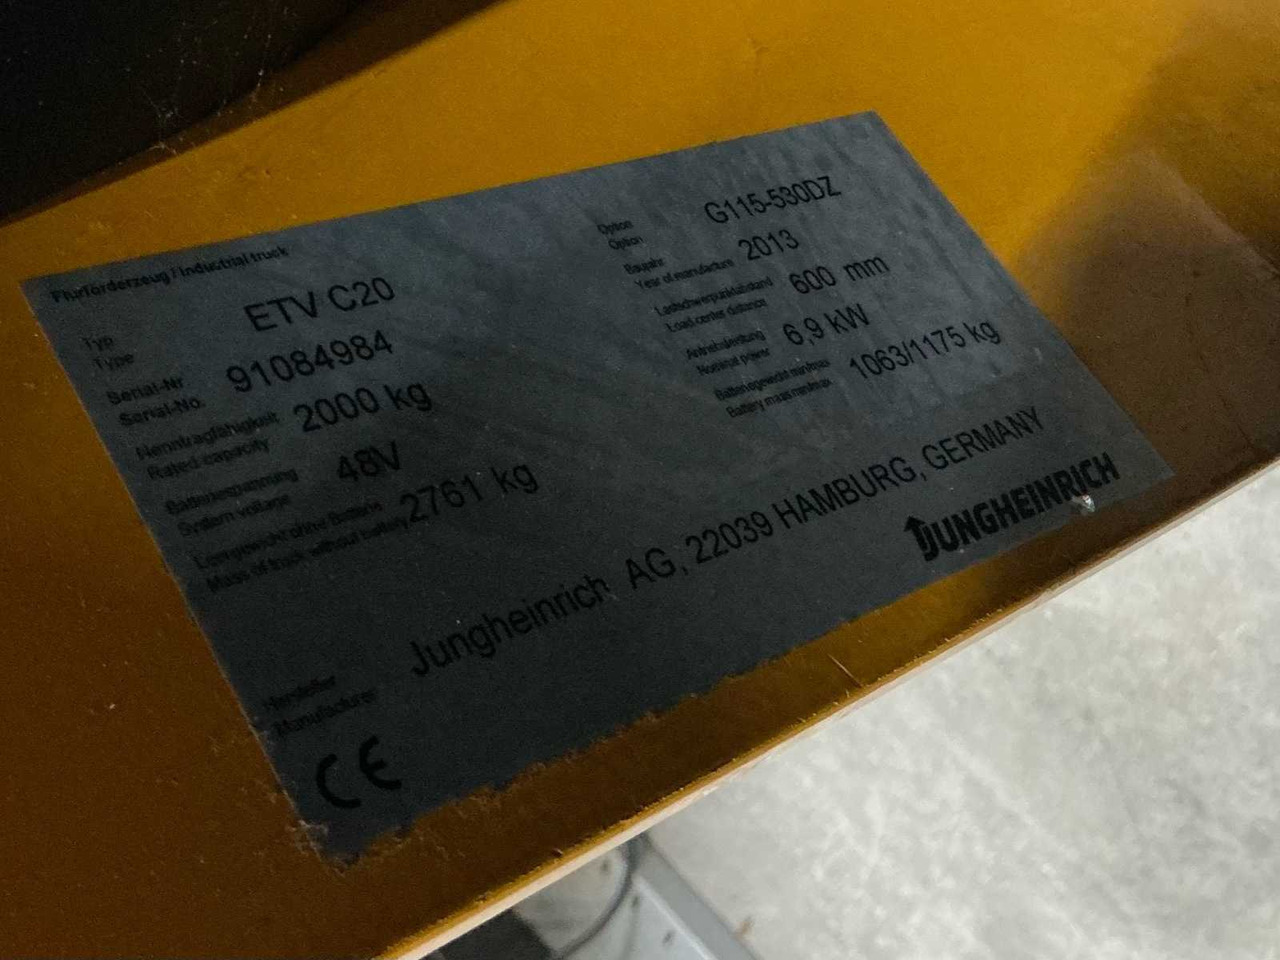 Flurförderzeug / Industrial truck
Typ
Type
ETV C20
Serial-Nr
Serial-No.
91084984
Nenntragfähigkeit
Rated capacity
2000 kg
Batteriespannung
System voltage
48V
Leergewicht ohne Batterie
Mass of truck without battery
2761 kg
Option
Option
G115-530DZ
Baujahr
Year of manufacture
2013
Lastschwerpunktabstand
Load center distance
600 mm
Antriebsleistung
Nominal power
6,9 kW
Batteriegewicht min/max
Battery mass min/max
1063/1175 kg
Hersteller
Manufacturer
Jungheinrich AG, 22039 HAMBURG, GERMANY
JUNGHEINRICH
CE